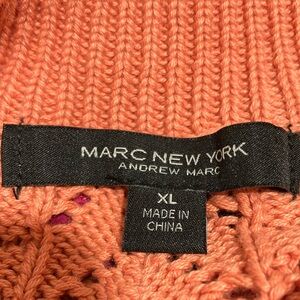 MARC NEW YORK
ANDREW MARC
XL
MADE IN
CHINA